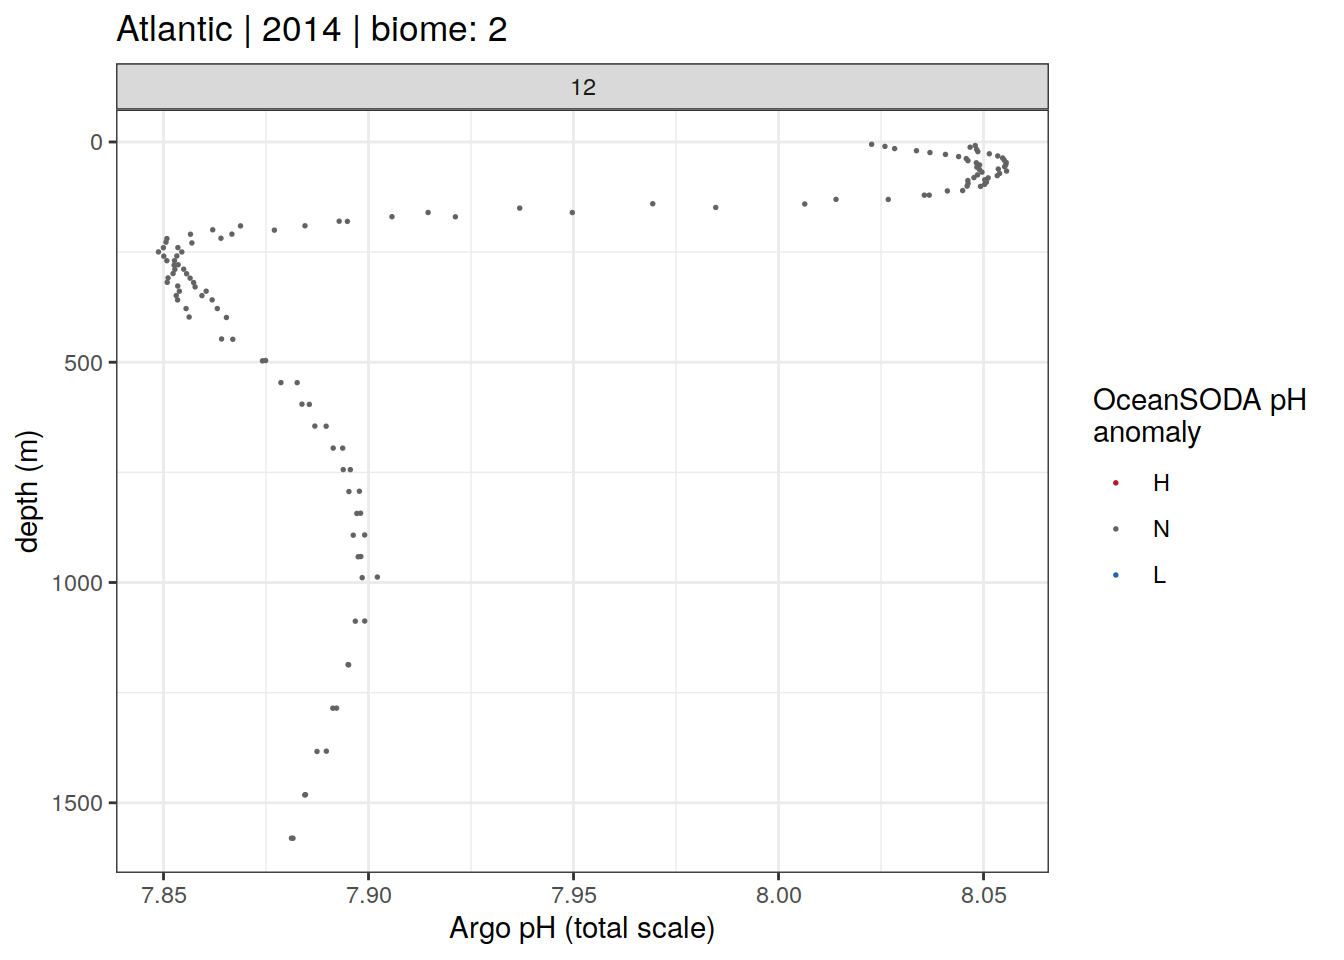 Atlantic | 2014 | biome: 2
12
0
500
1000
1500
depth (m)
7.85
7.90
7.95
8.00
8.05
Argo pH (total scale)
OceanSODA pH
anomaly
H
N
L